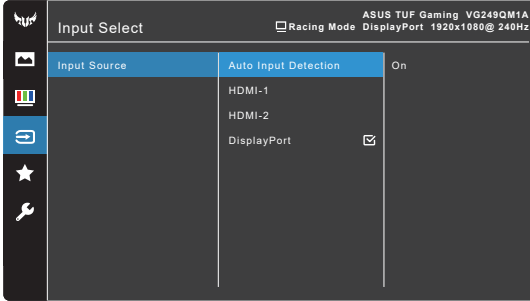 Input Select
ASUS TUF Gaming VG249QM1A
Racing Mode DisplayPort 1920x1080@ 240Hz
Input Source
Auto Input Detection
On
HDMI-1
HDMI-2
DisplayPort